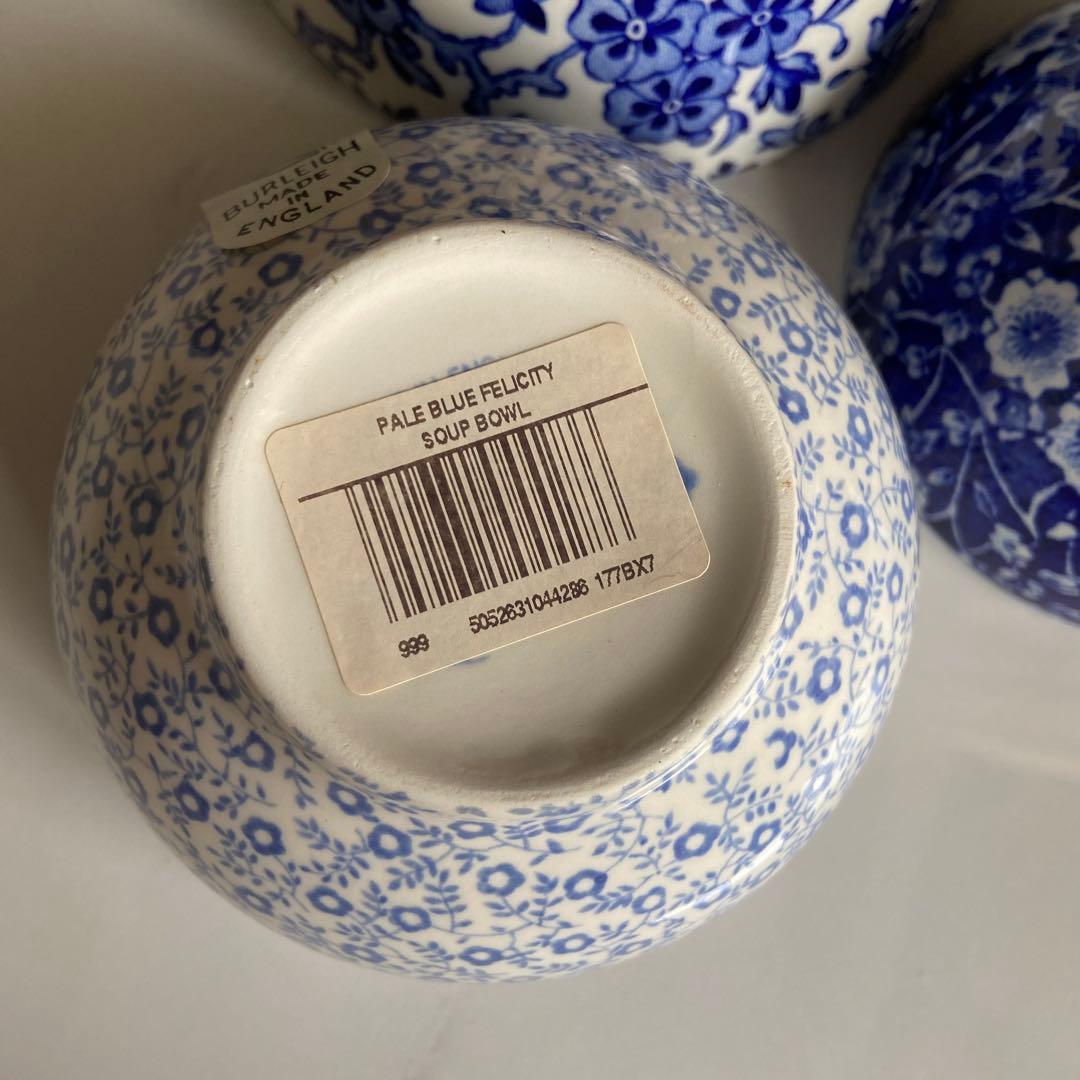 BURLEIGH
MADE
IN
ENGLAND
PALE BLUE FELICITY
SOUP BOWL
999 5052631044286 177BX7